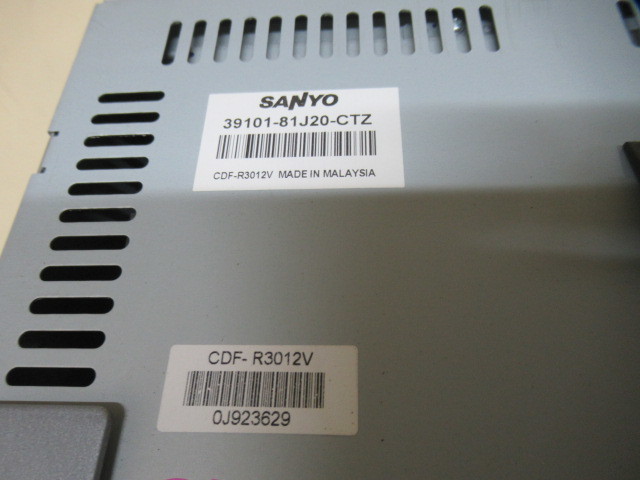 SANYO
39101-81J20-CTZ
CDF-R3012V MADE IN MALAYSIA
CDF- R3012V
0J923629